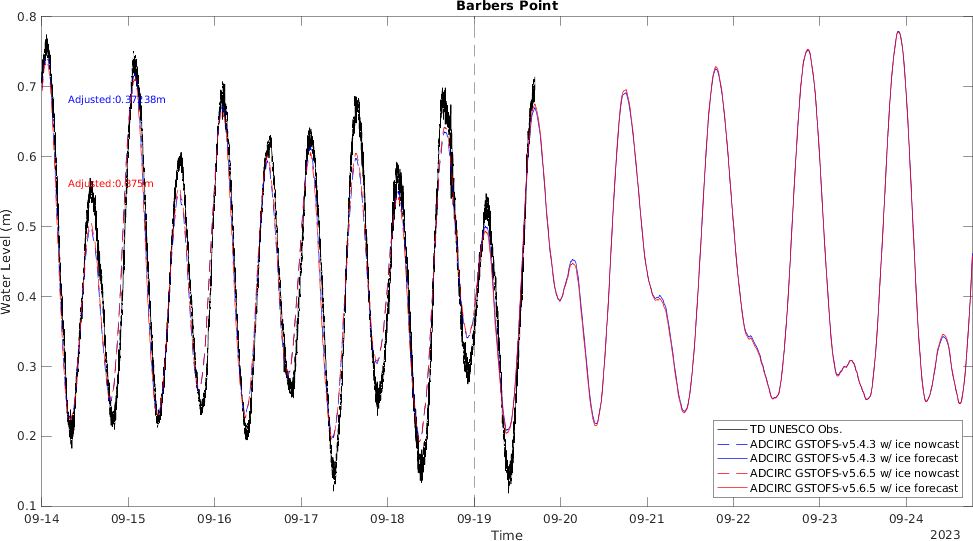 Barbers Point
0.8
0.7
0.6
0.5
0.4
0.3
0.2
0.1
Water Level (m)
Adjusted:0.37238m
Adjusted:0.375m
TD UNESCO Obs.
ADCIRC GSTOFS-v5.4.3 w/ ice nowcast
ADCIRC GSTOFS-v5.4.3 w/ ice forecast
ADCIRC GSTOFS-v5.6.5 w/ ice nowcast
ADCIRC GSTOFS-v5.6.5 w/ ice forecast
09-14 09-15 09-16 09-17 09-18 09-19 09-20 09-21 09-22 09-23 09-24
Time
2023